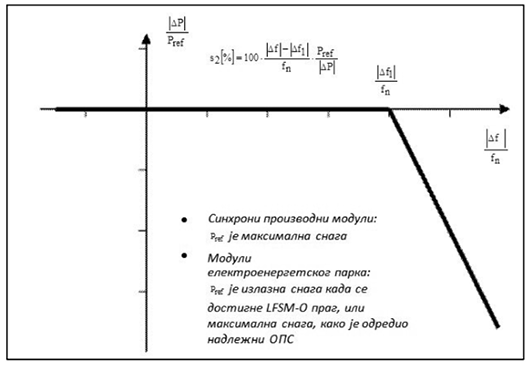 |ΔP|
Pref
s2[%]=100·|Δf|−|Δf1|/fn·Pref/|ΔP|
|Δf1|
fn
|Δf|
fn
• Синхрони производни модули:
Pref је максимална снага
• Модули
електроенергетског парка:
Pref је излазна снага када се
достигне LFSM-O праг, или
максимална снага, како је одредио
надлежни ОПС